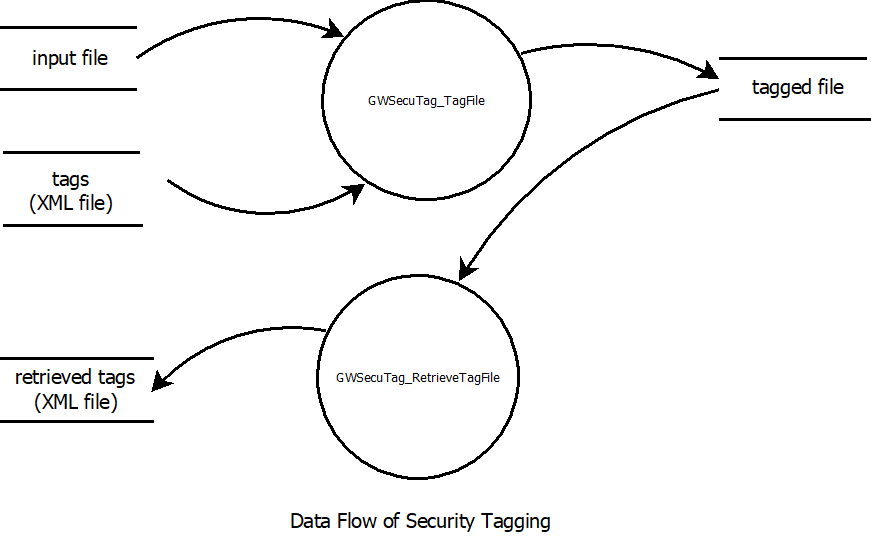 input file
GWSecuTag_TagFile
tagged file
tags
(XML file)
retrieved tags
(XML file)
GWSecuTag_RetrieveTagFile
Data Flow of Security Tagging